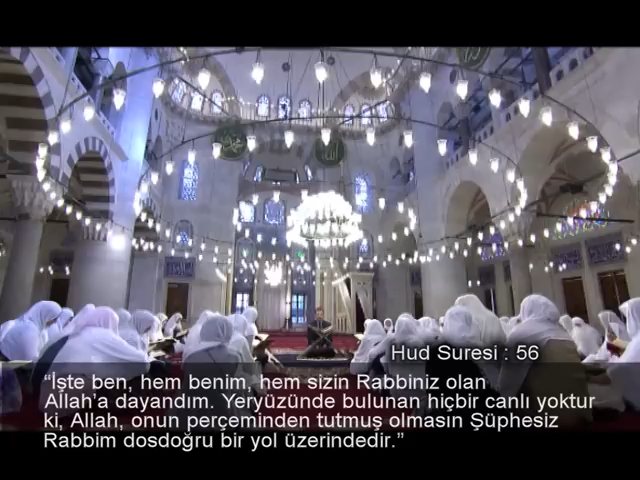 Hud Suresi : 56
“İşte ben, hem benim, hem sizin Rabbiniz olan
Allah’a dayandım. Yeryüzünde bulunan hiçbir canlı yoktur
ki, Allah, onun perçeminden tutmuş olmasın Şüphesiz
Rabbim dosdoğru bir yol üzerindedir.”